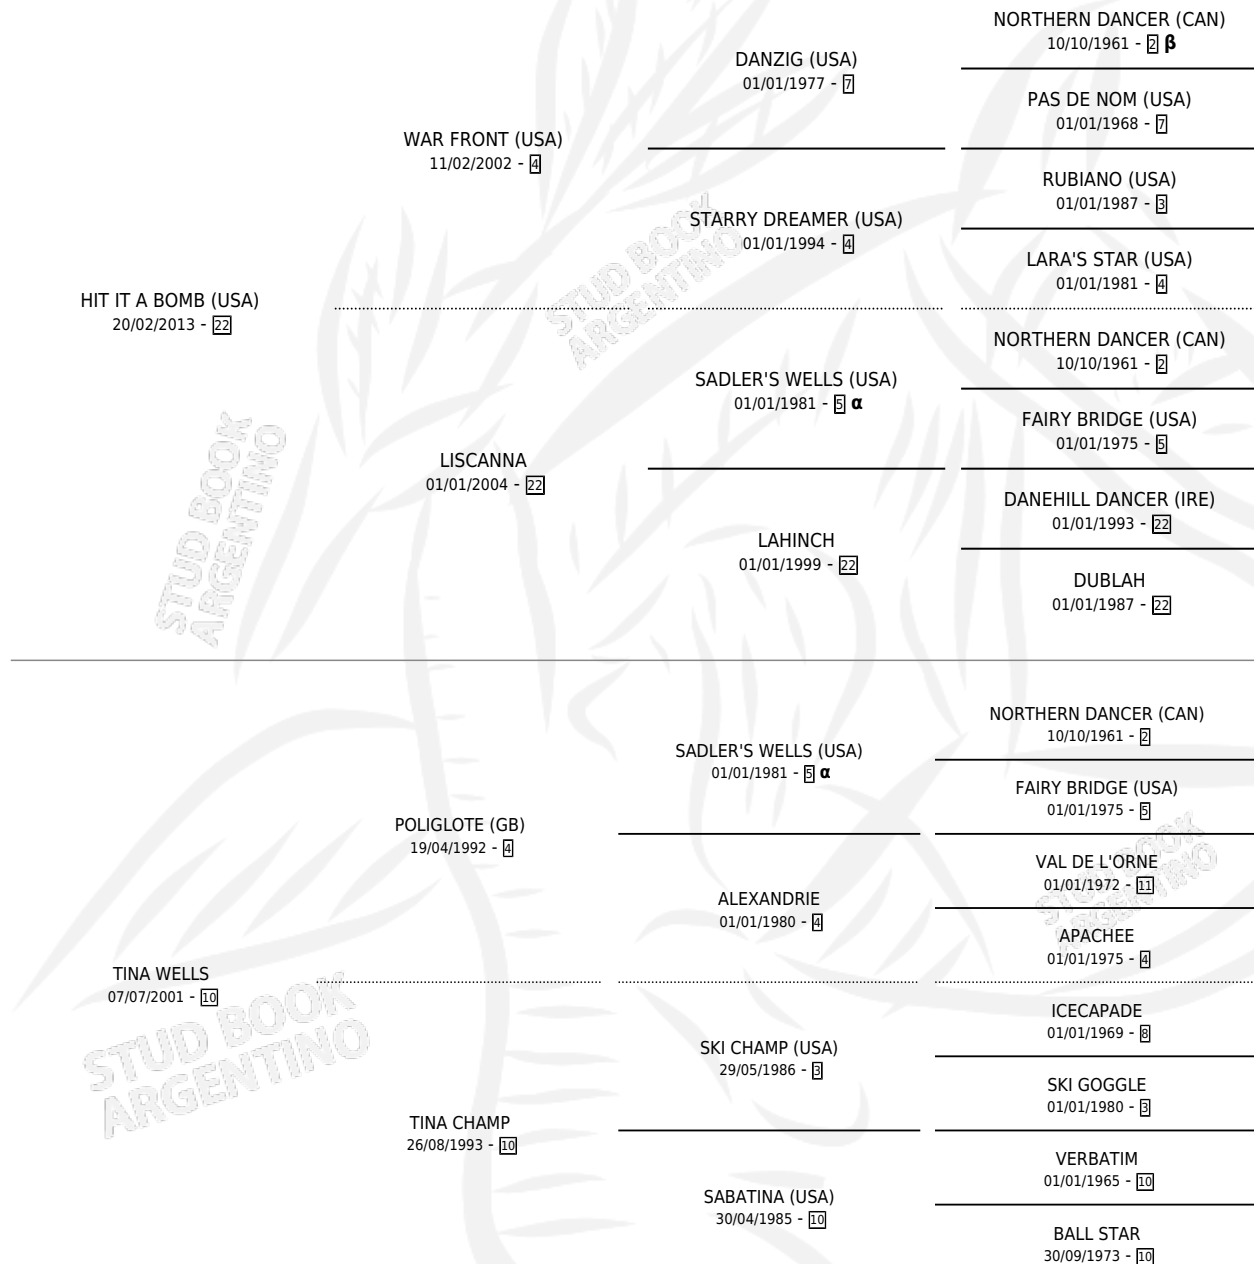 NORTHERN DANCER (CAN)
10/10/1961 - 2 β
DANZIG (USA)
01/01/1977 - 7
PAS DE NOM (USA)
01/01/1968 - 7
WAR FRONT (USA)
11/02/2002 - 4
RUBIANO (USA)
01/01/1987 - 3
STARRY DREAMER (USA)
01/01/1994 - 4
LARA'S STAR (USA)
01/01/1981 - 4
HIT IT A BOMB (USA)
20/02/2013 - 22
NORTHERN DANCER (CAN)
10/10/1961 - 2
SADLER'S WELLS (USA)
01/01/1981 - 5 α
FAIRY BRIDGE (USA)
01/01/1975 - 5
LISCANNA
01/01/2004 - 22
DANEHILL DANCER (IRE)
01/01/1993 - 22
LAHINCH
01/01/1999 - 22
DUBLAH
01/01/1987 - 22
NORTHERN DANCER (CAN)
10/10/1961 - 2
SADLER'S WELLS (USA)
01/01/1981 - 5 α
FAIRY BRIDGE (USA)
01/01/1975 - 5
POLIGLOTE (GB)
19/04/1992 - 4
VAL DE L'ORNE
01/01/1972 - 11
ALEXANDRIE
01/01/1980 - 4
APACHEE
01/01/1975 - 4
TINA WELLS
07/07/2001 - 10
ICECAPADE
01/01/1969 - 8
SKI CHAMP (USA)
29/05/1986 - 3
SKI GOGGLE
01/01/1980 - 3
TINA CHAMP
26/08/1993 - 10
VERBATIM
01/01/1965 - 10
SABATINA (USA)
30/04/1985 - 10
BALL STAR
30/09/1973 - 10
STUD BOOK
ARGENTINO
STUD BOOK
ARGENTINO
STUD BOOK
ARGENTINO
STUD BOOK
ARGENTINO